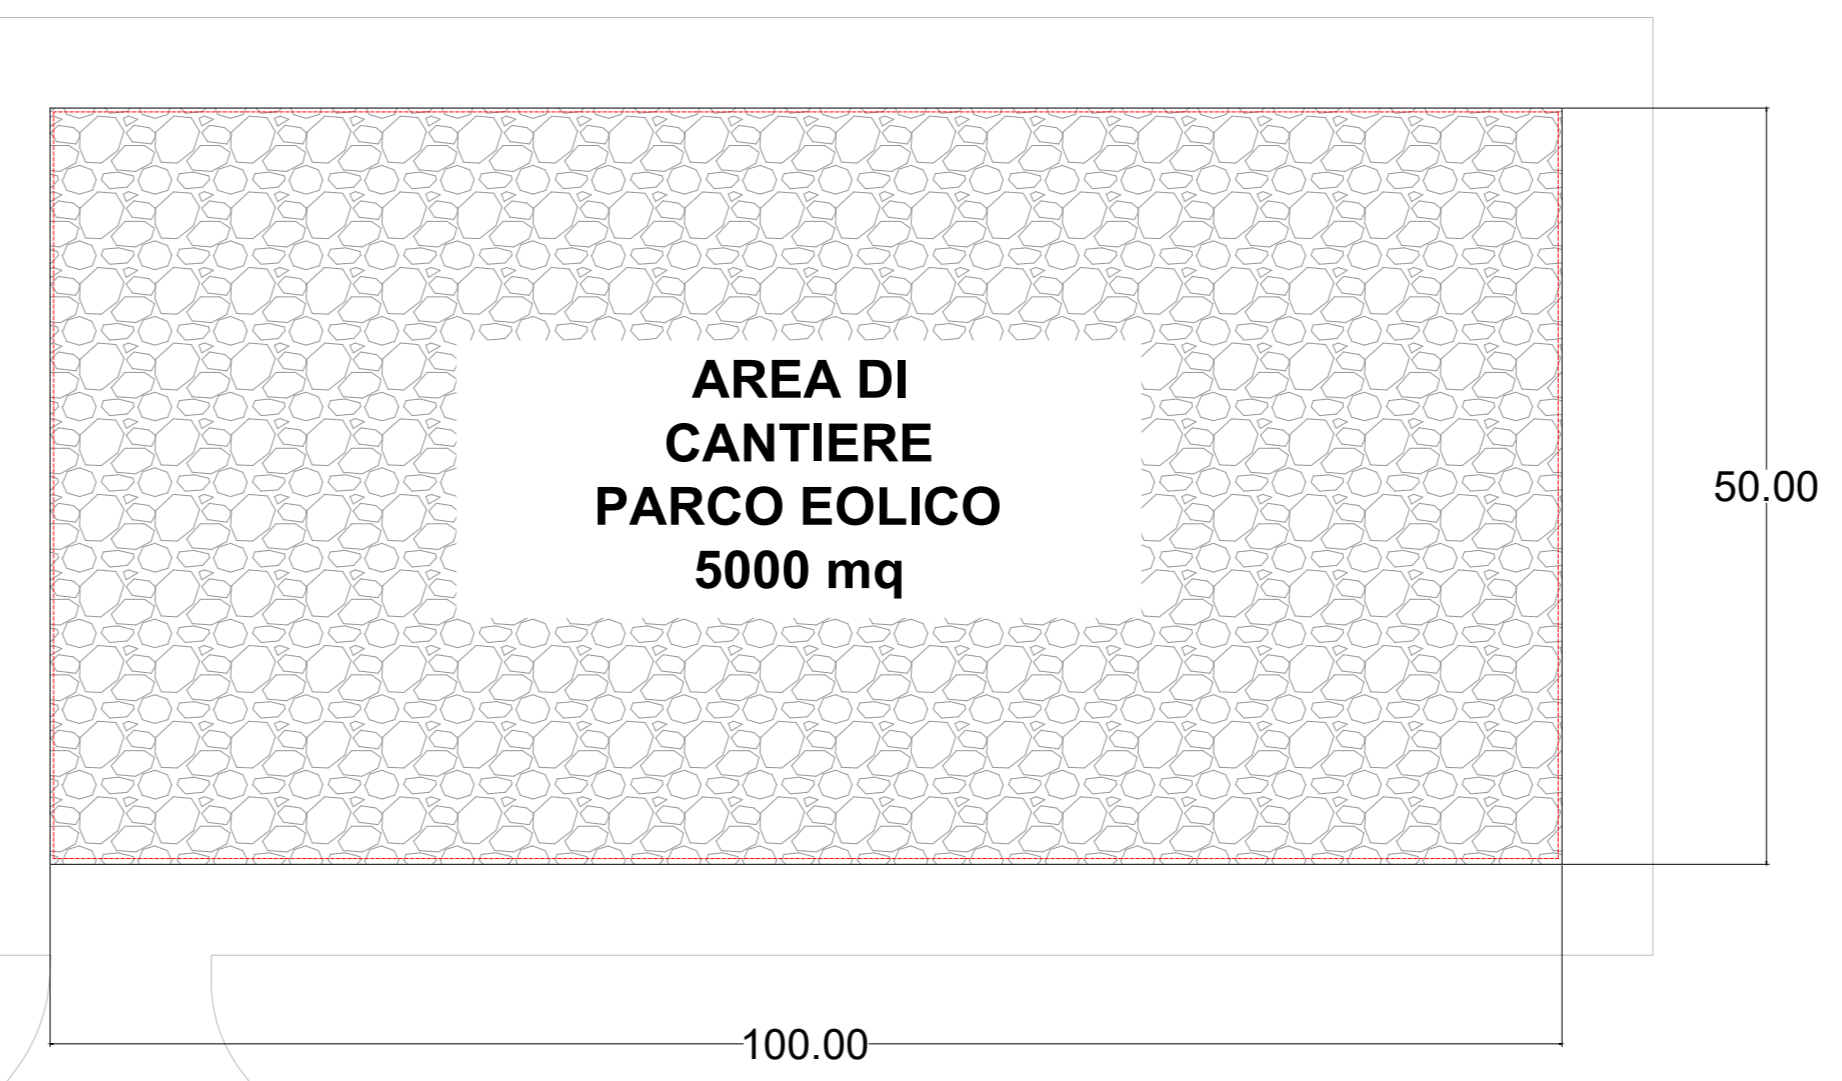 AREA DI
CANTIERE
PARCO EOLICO
5000 mq
50.00
100.00